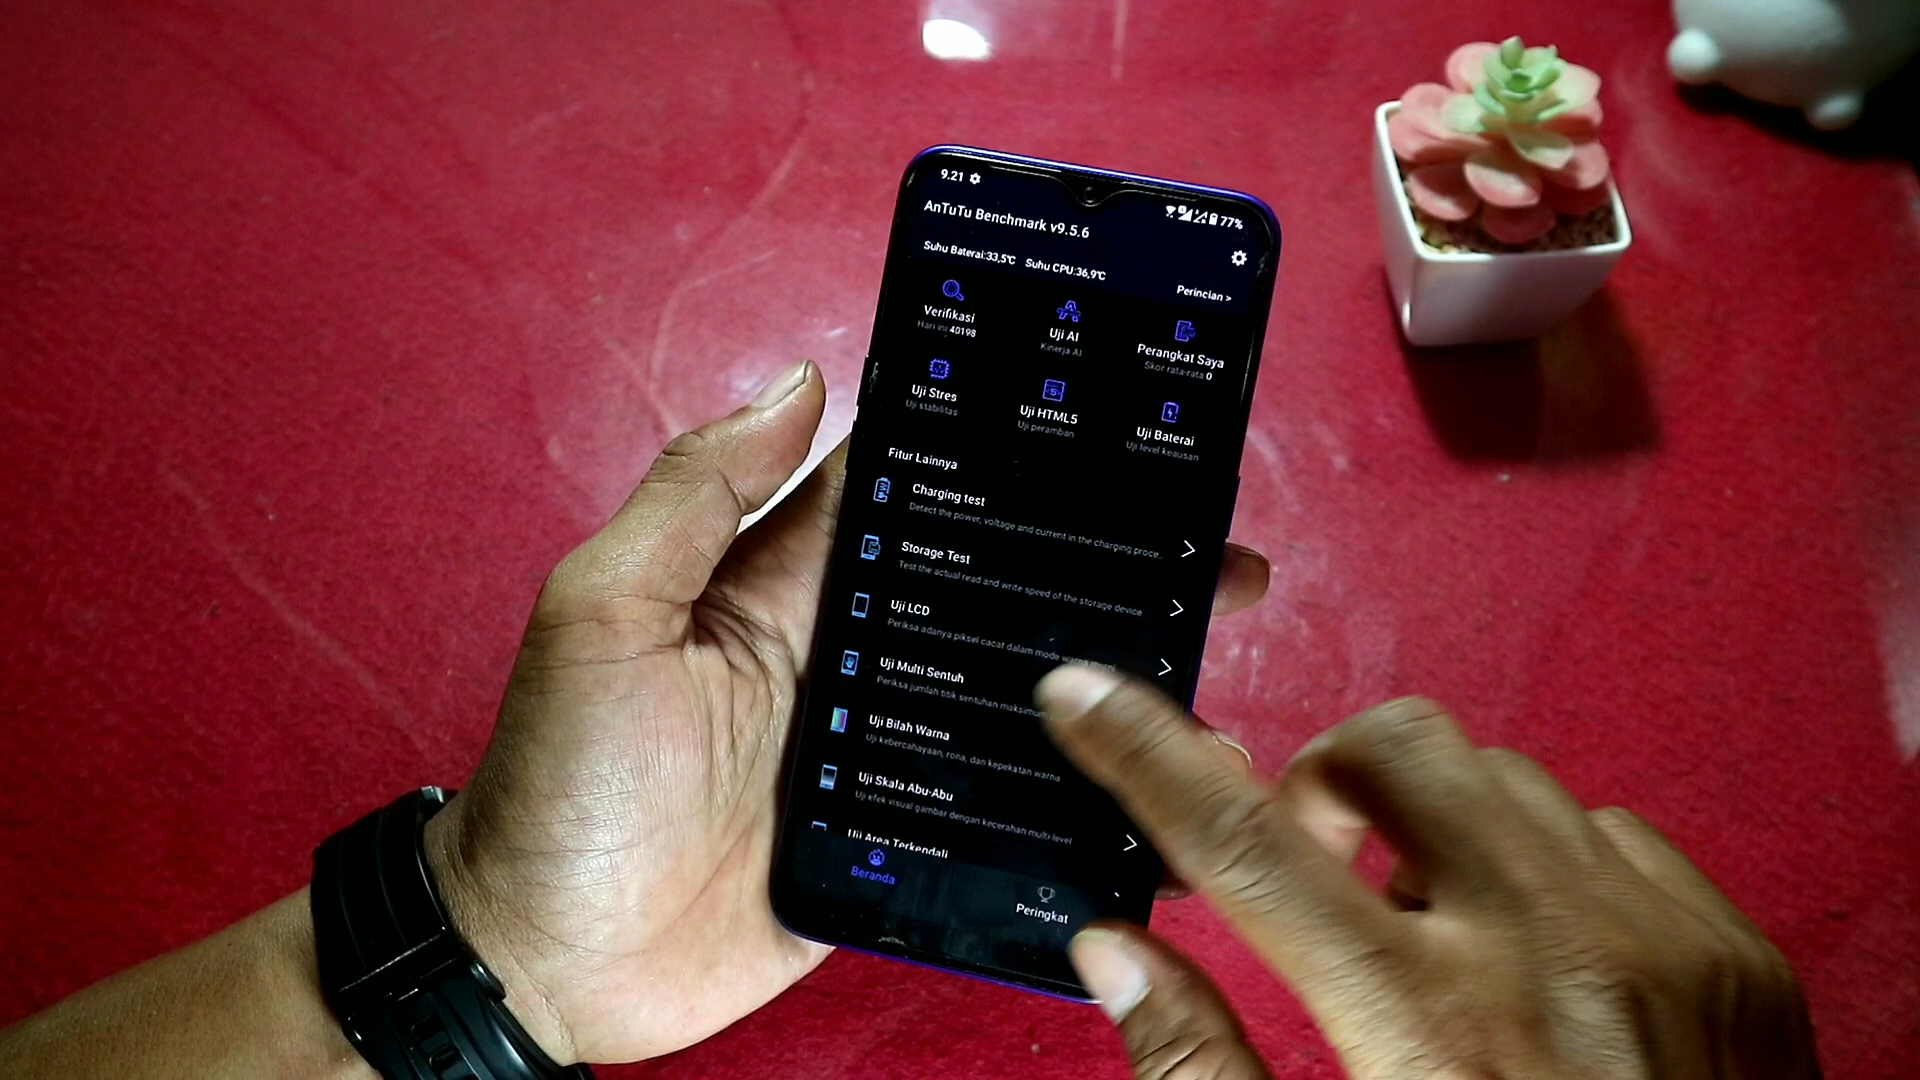 9.21
77%
AnTuTu Benchmark v9.5.6
Suhu Baterai:33,5℃ Suhu CPU:36,9℃
Perincian >
Verifikasi
Hari ini 40198
Uji AI
Kinerja AI
Perangkat Saya
Skor rata-rata 0
Uji Stres
Uji stabilitas
Uji HTML5
Uji peramban
Uji Baterai
Uji level keausan
Fitur Lainnya
Charging test
Detect the power, voltage and current in the charging proce...
Storage Test
Test the actual read and write speed of the storage device
Uji LCD
Periksa adanya piksel cacat dalam mode warna murni
Uji Multi Sentuh
Periksa jumlah titik sentuhan maksimum
Uji Bilah Warna
Uji kebercahayaan, rona, dan kepekatan warna
Uji Skala Abu-Abu
Uji efek visual gambar dengan kecerahan multi-level
Uji Area Terkendali
Beranda
Peringkat